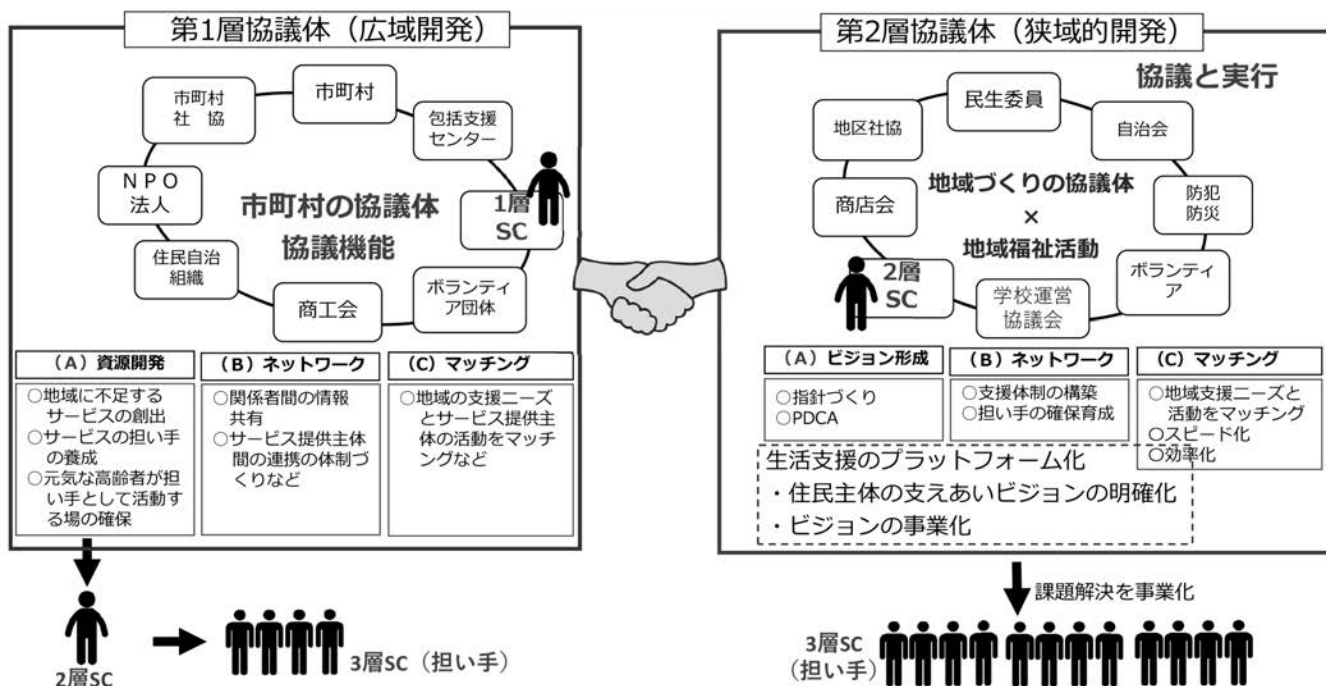 第1層協議体（広域開発）
市町村
市町村
社　協
包括支援
センター
NPO
法人
1層
SC
市町村の協議体
協議機能
住民自治
組織
商工会
ボランティ
ア団体
（A）資源開発
○地域に不足する
サービスの創出
○サービスの担い手
の養成
○元気な高齢者が担
い手として活動す
る場の確保
（B）ネットワーク
○関係者間の情報
共有
○サービス提供主体
間の連携の体制づ
くりなど
（C）マッチング
○地域の支援ニーズ
とサービス提供主
体の活動をマッチ
ングなど
2層SC
3層SC（担い手）
第2層協議体（狭域的開発）
協議と実行
民生委員
地区社協
自治会
商店会
防犯
防災
地域づくりの協議体
×
地域福祉活動
2層
SC
学校運営
協議会
ボランティ
ア
（A）ビジョン形成
○指針づくり
○PDCA
（B）ネットワーク
○支援体制の構築
○担い手の確保育成
（C）マッチング
○地域支援ニーズと
活動をマッチング
○スピード化
○効率化
生活支援のプラットフォーム化
・住民主体の支えあいビジョンの明確化
・ビジョンの事業化
課題解決を事業化
3層SC
（担い手）